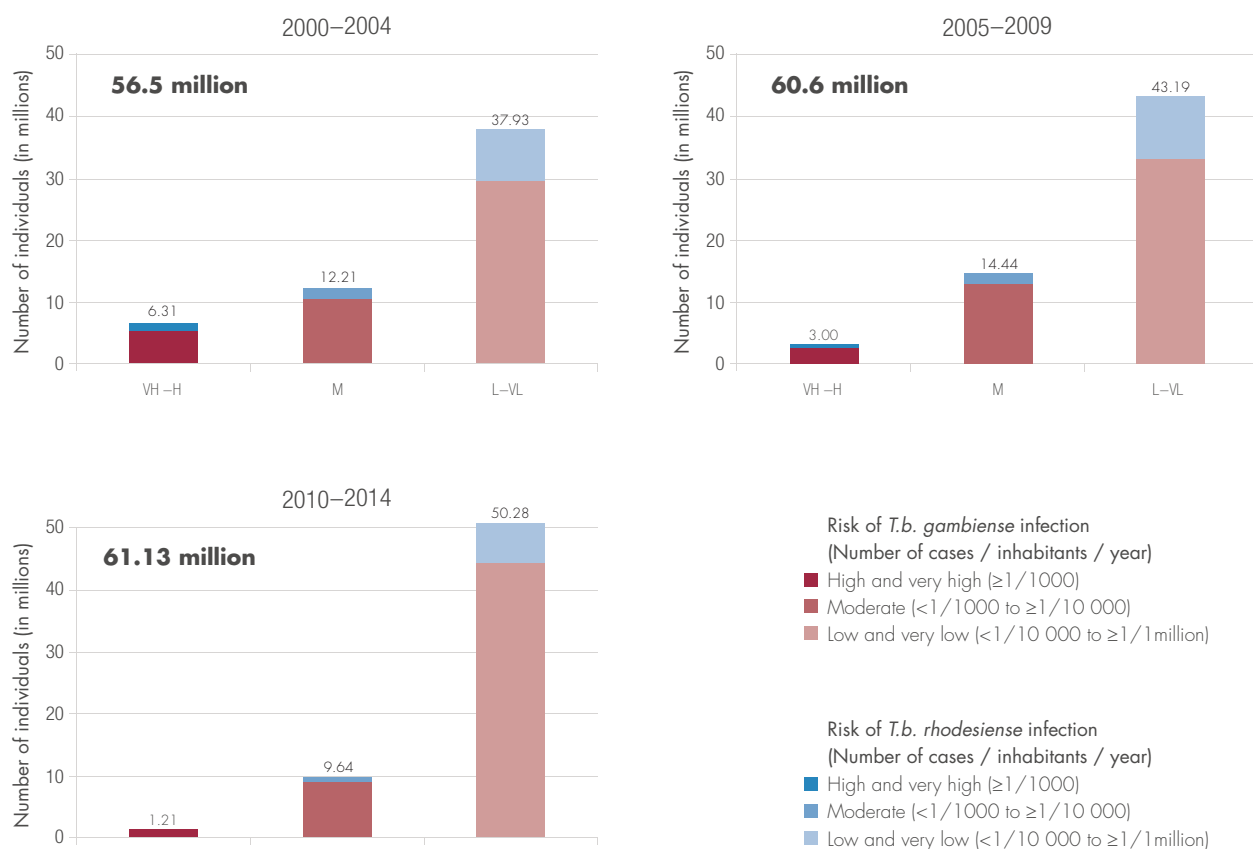 2000–2004
Number of individuals (in millions)
50
40
30
20
10
0
56.5 million
6.31
12.21
37.93
VH –H
M
L–VL
2005–2009
Number of individuals (in millions)
50
40
30
20
10
0
60.6 million
3.00
14.44
43.19
VH –H
M
L–VL
2010–2014
Number of individuals (in millions)
50
40
30
20
10
0
61.13 million
1.21
9.64
50.28
Risk of T.b. gambiense infection
(Number of cases / inhabitants / year)
High and very high (≥1/1000)
Moderate (<1/1000 to ≥1/10 000)
Low and very low (<1/10 000 to ≥1/1million)
Risk of T.b. rhodesiense infection
(Number of cases / inhabitants / year)
High and very high (≥1/1000)
Moderate (<1/1000 to ≥1/10 000)
Low and very low (<1/10 000 to ≥1/1million)